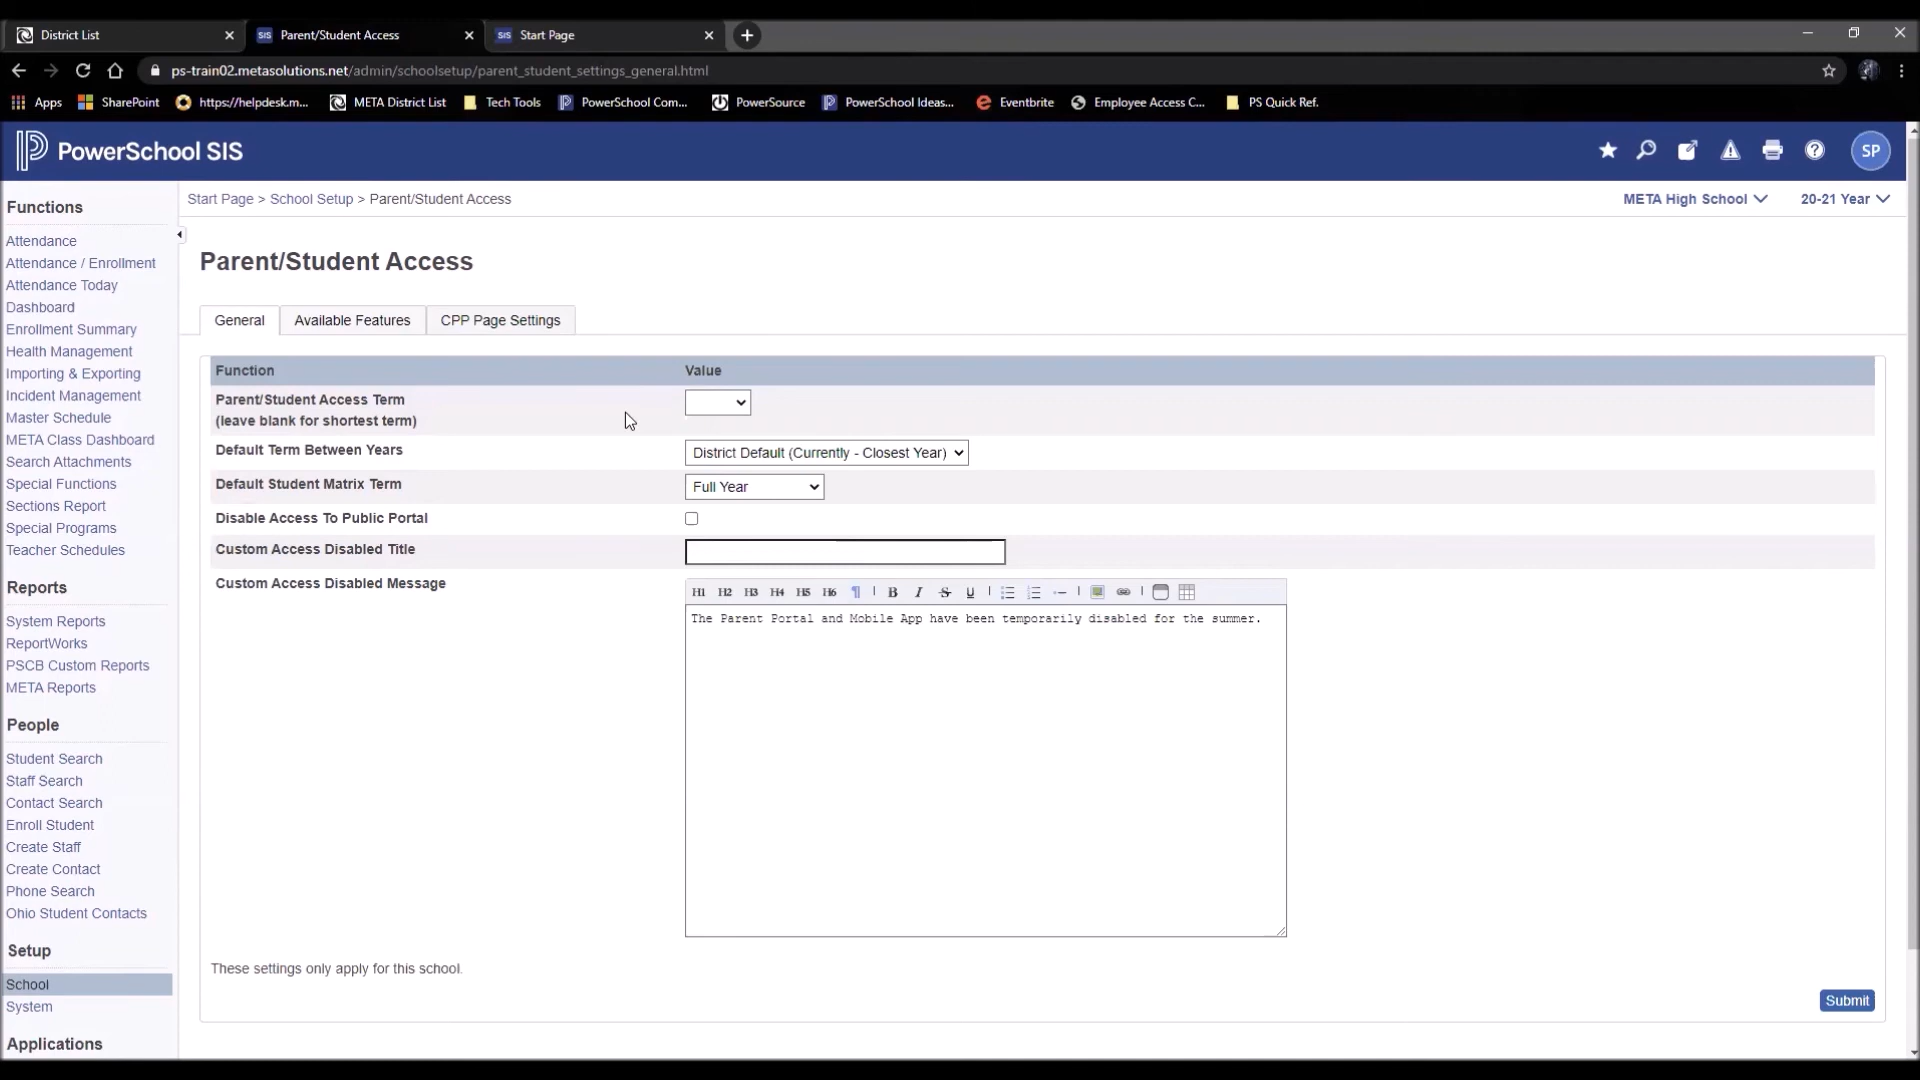 District List
SIS Parent/Student Access
SIS Start Page
ps-train02.metasolutions.net/admin/schoolsetup/parent_student_settings_general.html
Apps SharePoint https://helpdesk.m... META District List Tech Tools PowerSchool Com... PowerSource PowerSchool Ideas... Eventbrite Employee Access C... PS Quick Ref.
PowerSchool SIS
SP
Start Page > School Setup > Parent/Student Access
META High School
20-21 Year
Functions
Attendance
Attendance / Enrollment
Attendance Today
Dashboard
Enrollment Summary
Health Management
Importing & Exporting
Incident Management
Master Schedule
META Class Dashboard
Search Attachments
Special Functions
Sections Report
Special Programs
Teacher Schedules
Reports
System Reports
ReportWorks
PSCB Custom Reports
META Reports
People
Student Search
Staff Search
Contact Search
Enroll Student
Create Staff
Create Contact
Phone Search
Ohio Student Contacts
Setup
School
System
Applications
Parent/Student Access
General Available Features CPP Page Settings
Function Value
Parent/Student Access Term
(leave blank for shortest term)
Default Term Between Years District Default (Currently - Closest Year)
Default Student Matrix Term Full Year
Disable Access To Public Portal
Custom Access Disabled Title
Custom Access Disabled Message
H1 H2 H3 H4 H5 H6 ¶ B I S U
The Parent Portal and Mobile App have been temporarily disabled for the summer.
These settings only apply for this school.
Submit